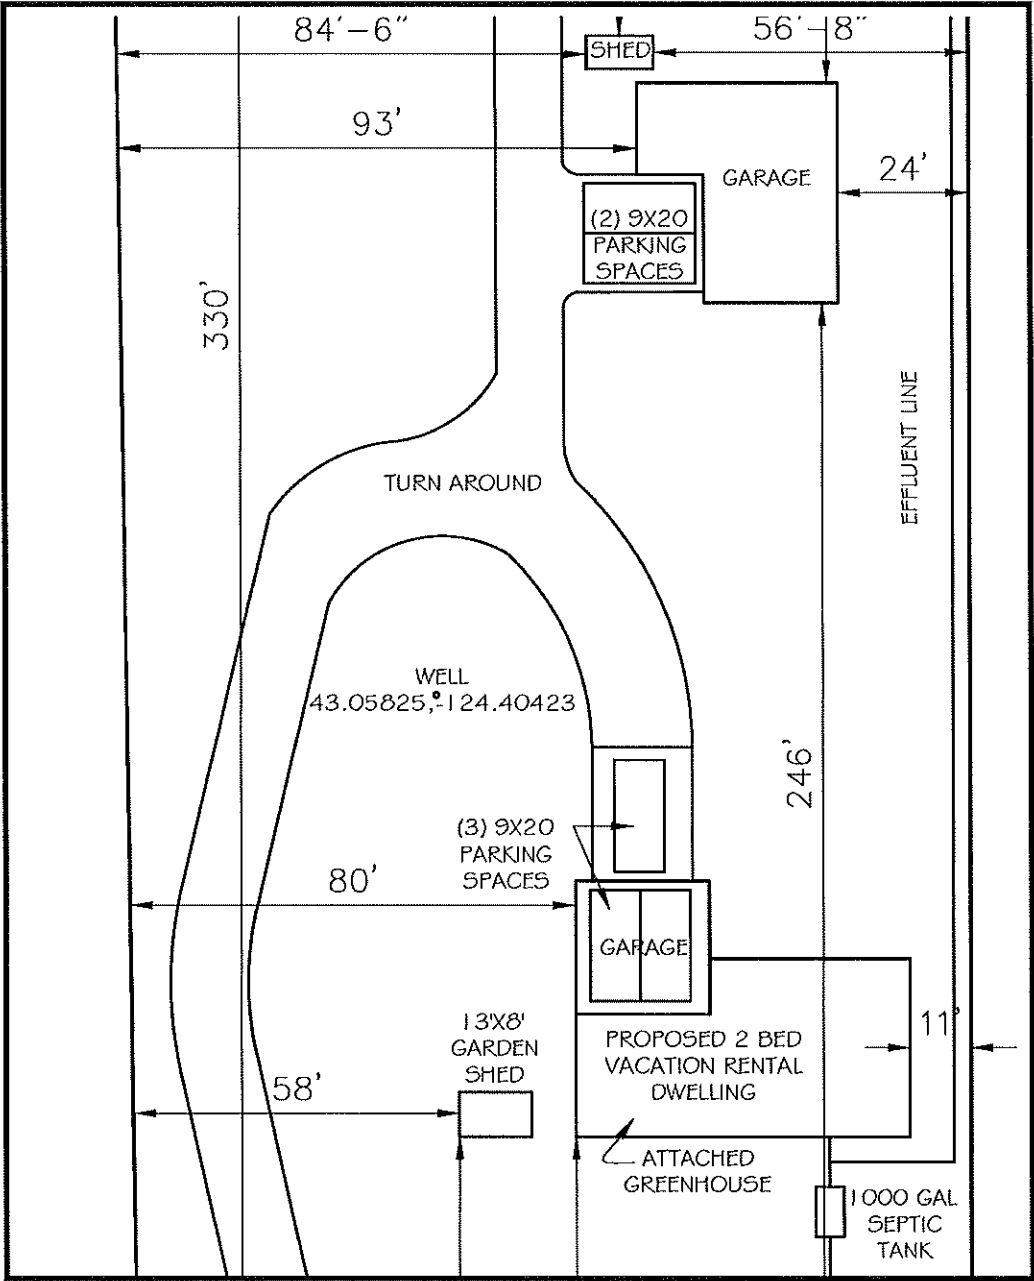 84'-6"
SHED
56'-8"
93'
GARAGE
24'
(2) 9X20
PARKING
SPACES
330'
EFFLUENT LINE
TURN AROUND
WELL
43.05825,-124.40423
246'
(3) 9X20
PARKING
SPACES
80'
GARAGE
13'X8'
GARDEN
SHED
PROPOSED 2 BED
VACATION RENTAL
DWELLING
11'
58'
ATTACHED
GREENHOUSE
1000 GAL
SEPTIC
TANK